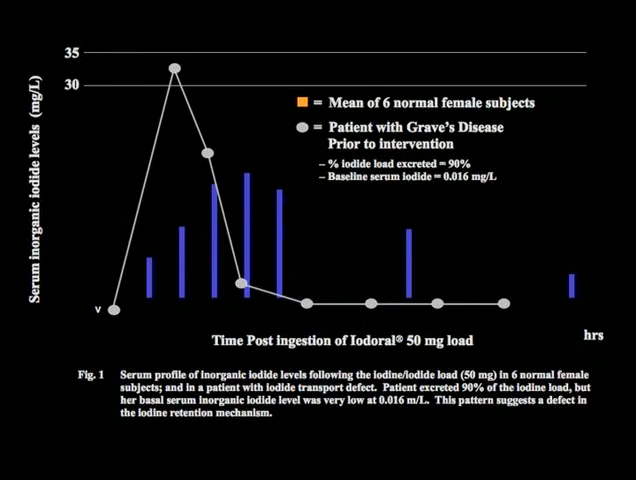 35
30
Serum inorganic iodide levels (mg/L)
= Mean of 6 normal female subjects
= Patient with Grave's Disease
Prior to intervention
– % iodide load excreted = 90%
– Baseline serum iodide = 0.016 mg/L
v
Time Post ingestion of Iodoral® 50 mg load
hrs
Fig. 1 Serum profile of inorganic iodide levels following the iodine/iodide load (50 mg) in 6 normal female
subjects; and in a patient with iodide transport defect. Patient excreted 90% of the iodine load, but
her basal serum inorganic iodide level was very low at 0.016 m/L. This pattern suggests a defect in
the iodine retention mechanism.